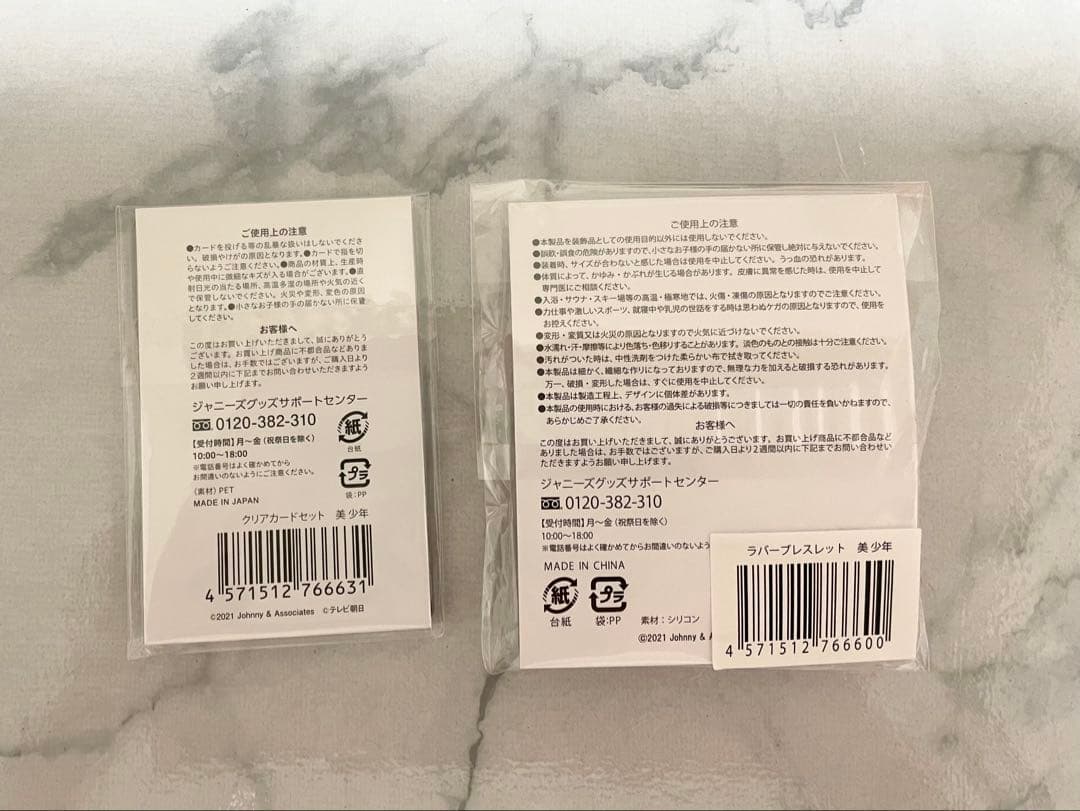 ご使用上の注意
●カードを投げる等の乱暴な扱いはしないでくださ
い。破損やけがの原因となります。●カードで指を切
らないようご注意ください。●商品の材質上、生産時
や使用中に微細なキズが入る場合がございます。●直
射日光の当たる場所、高温多湿の場所や火気の近く
で保管しないでください。火災や変形、変色の原因
となります。●小さなお子様の手の届かない所に保管
してください。
お客様へ
この度はお買い上げいただきまして、誠にありがとう
ございます。お買い上げ商品に不都合品などありま
した場合は、お手数ではございますが、ご購入日より
2週間以内に下記までお問い合わせいただきますよう
お願い申し上げます。
ジャニーズグッズサポートセンター
0120-382-310
【受付時間】月〜金（祝祭日を除く）
10:00〜18:00
※電話番号はよく確かめてから
お間違いのないようにご注意ください。
〈素材〉PET
MADE IN JAPAN
紙
台紙
プラ
袋:PP
クリアカードセット 美 少年
4 571512 766631
©2021 Johnny & Associates ©テレビ朝日
ご使用上の注意
●本製品を装飾品としての使用目的以外には使用しないでください。
●誤飲・誤食の危険がありますので、小さなお子様の手の届かない所に保管し絶対に与えないでください。
●装着時、サイズが合わないと感じた場合は使用を中止してください。うっ血の恐れがあります。
●体質によって、かゆみ・かぶれが生じる場合があります。皮膚に異常を感じた時は、使用を中止して
専門医にご相談ください。
●入浴・サウナ・スキー場等の高温・極寒地では、火傷・凍傷の原因となりますのでご注意ください。
●力仕事や激しいスポーツ、就寝中や乳児の世話をする時は思わぬケガの原因となりますので、使用を
お控えください。
●変形・変質又は火災の原因となりますので火気に近づけないでください。
●水濡れ・汗・摩擦等により色落ち・色移りすることがあります。淡色のものとの接触は十分ご注意ください。
●汚れがついた時は、中性洗剤をつけた柔らかい布で拭き取ってください。
●本製品は細かく、繊細な作りになっておりますので、無理な力を加えると破損する恐れがあります。
万一、破損・変形した場合は、すぐに使用を中止してください。
●本製品は製造工程上、デザインに個体差があります。
●本製品の使用時における、お客様の過失による破損等につきましては一切の責任を負いかねますので、
あらかじめご了承ください。
お客様へ
この度はお買い上げいただきまして、誠にありがとうございます。お買い上げ商品に不都合品など
ありました場合は、お手数ではございますが、ご購入日より2週間以内に下記までお問い合わせい
ただきますようお願い申し上げます。
ジャニーズグッズサポートセンター
0120-382-310
【受付時間】月〜金（祝祭日を除く）
10:00〜18:00
※電話番号はよく確かめてからお間違いのないよう
MADE IN CHINA
紙
台紙
プラ
袋:PP
素材：シリコン
©2021 Johnny & A
ラバーブレスレット 美 少年
4 571512 766600